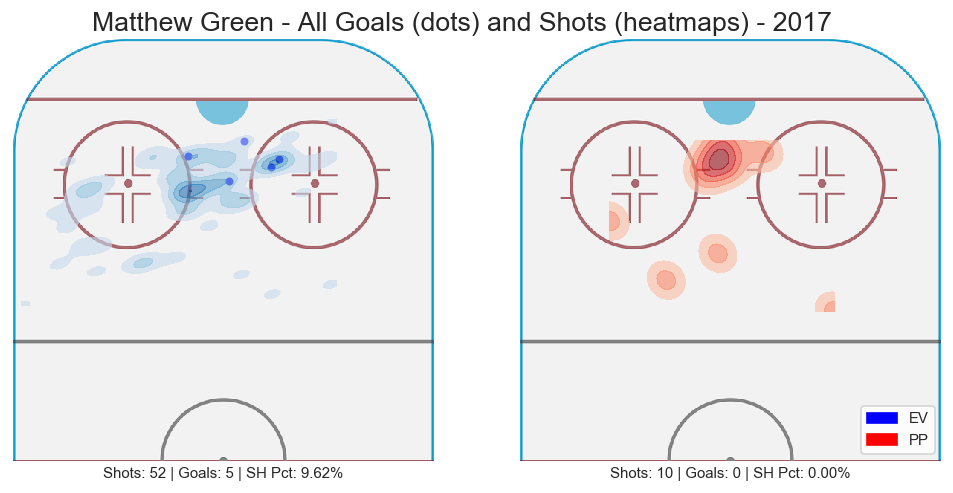 Matthew Green - All Goals (dots) and Shots (heatmaps) - 2017
EV
PP
Shots: 52 | Goals: 5 | SH Pct: 9.62%
Shots: 10 | Goals: 0 | SH Pct: 0.00%